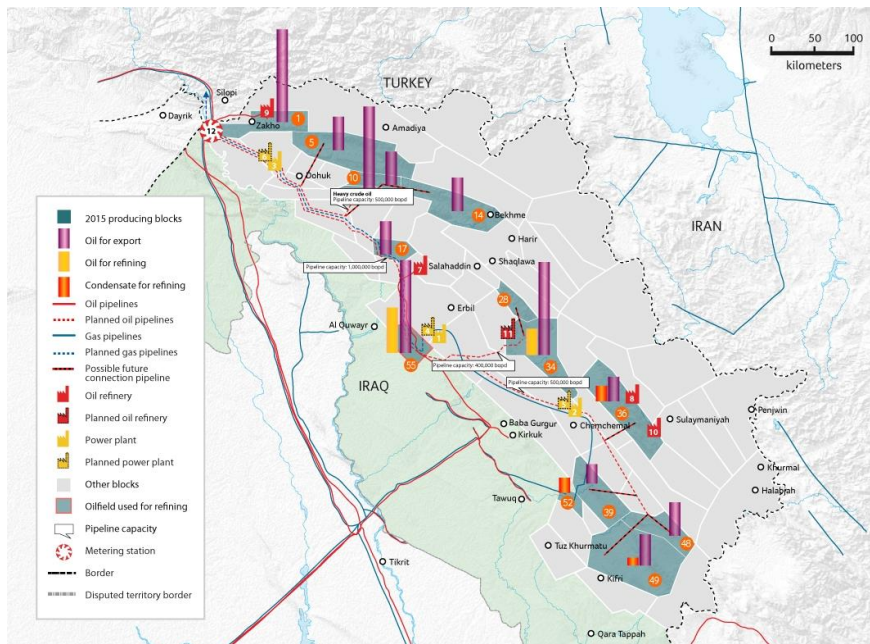 0 50 100
kilometers
TURKEY
Silopi
Dayrik
9
1
Zakho
12
Amadiya
5
Dohuk
10
Heavy crude oil
Pipeline capacity: 500,000 bopd
14
Bekhme
IRAN
Harir
17
Shaqlawa
Salahaddin
7
Pipeline capacity: 1,000,000 bopd
28
Erbil
Al Quwayr
1
11
34
55
Pipeline capacity: 400,000 bopd
IRAQ
Pipeline capacity: 500,000 bopd
8
36
Penjwin
Chemchemal
Sulaymaniyah
10
Baba Gurgur
Kirkuk
Khurmal
Halabjah
Tawuq
52
39
48
Tuz Khurmatu
Tikrit
Kifri
49
Qara Tappah
2015 producing blocks
Oil for export
Oil for refining
Condensate for refining
Oil pipelines
Planned oil pipelines
Gas pipelines
Planned gas pipelines
Possible future
connection pipeline
Oil refinery
Planned oil refinery
Power plant
Planned power plant
Other blocks
Oilfield used for refining
Pipeline capacity
Metering station
Border
Disputed territory border